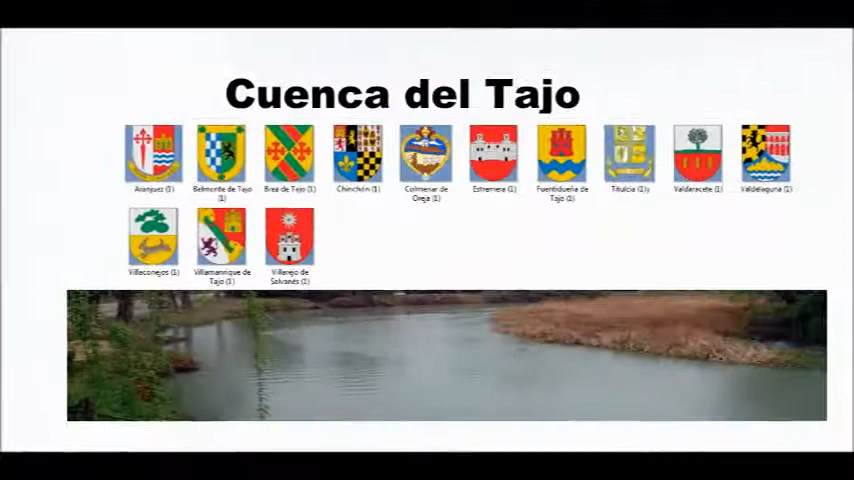 Cuenca del Tajo
Aranjuez (1)
Belmonte de Tajo
(1)
Brea de Tajo (1)
Chinchón (1)
Colmenar de
Oreja (1)
Estremera (1)
Fuentidueña de
Tajo (1)
Titulcia (1)y
Valdaracete (1)
Valdelaguna (1)
Villaconejos (1)
Villamanrique de
Tajo (1)
Villarejo de
Salvanés (1)